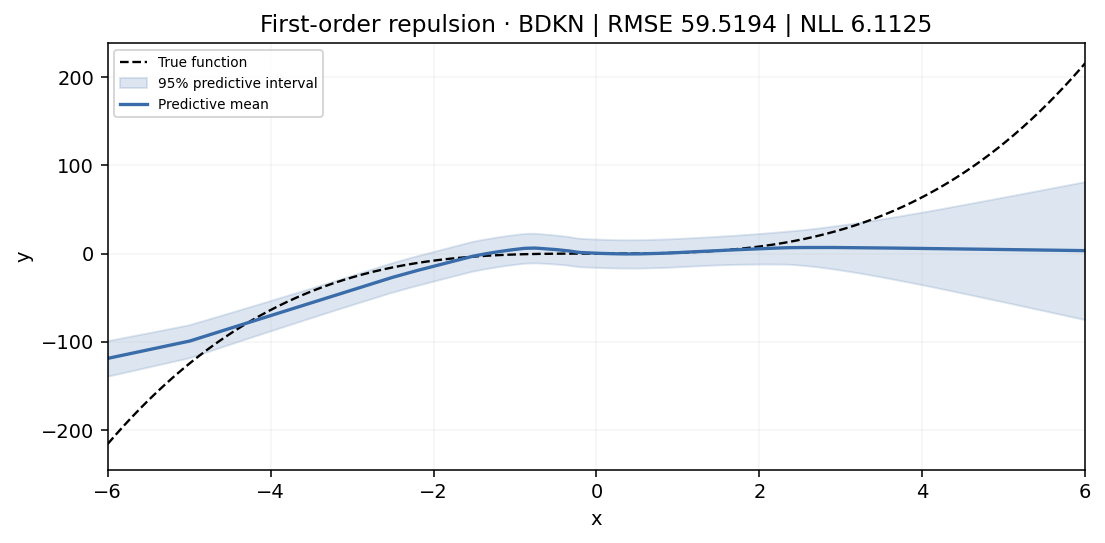 First-order repulsion · BDKN | RMSE 59.5194 | NLL 6.1125
True function
95% predictive interval
Predictive mean
y
200
100
0
−100
−200
−6
−4
−2
0
2
4
6
x